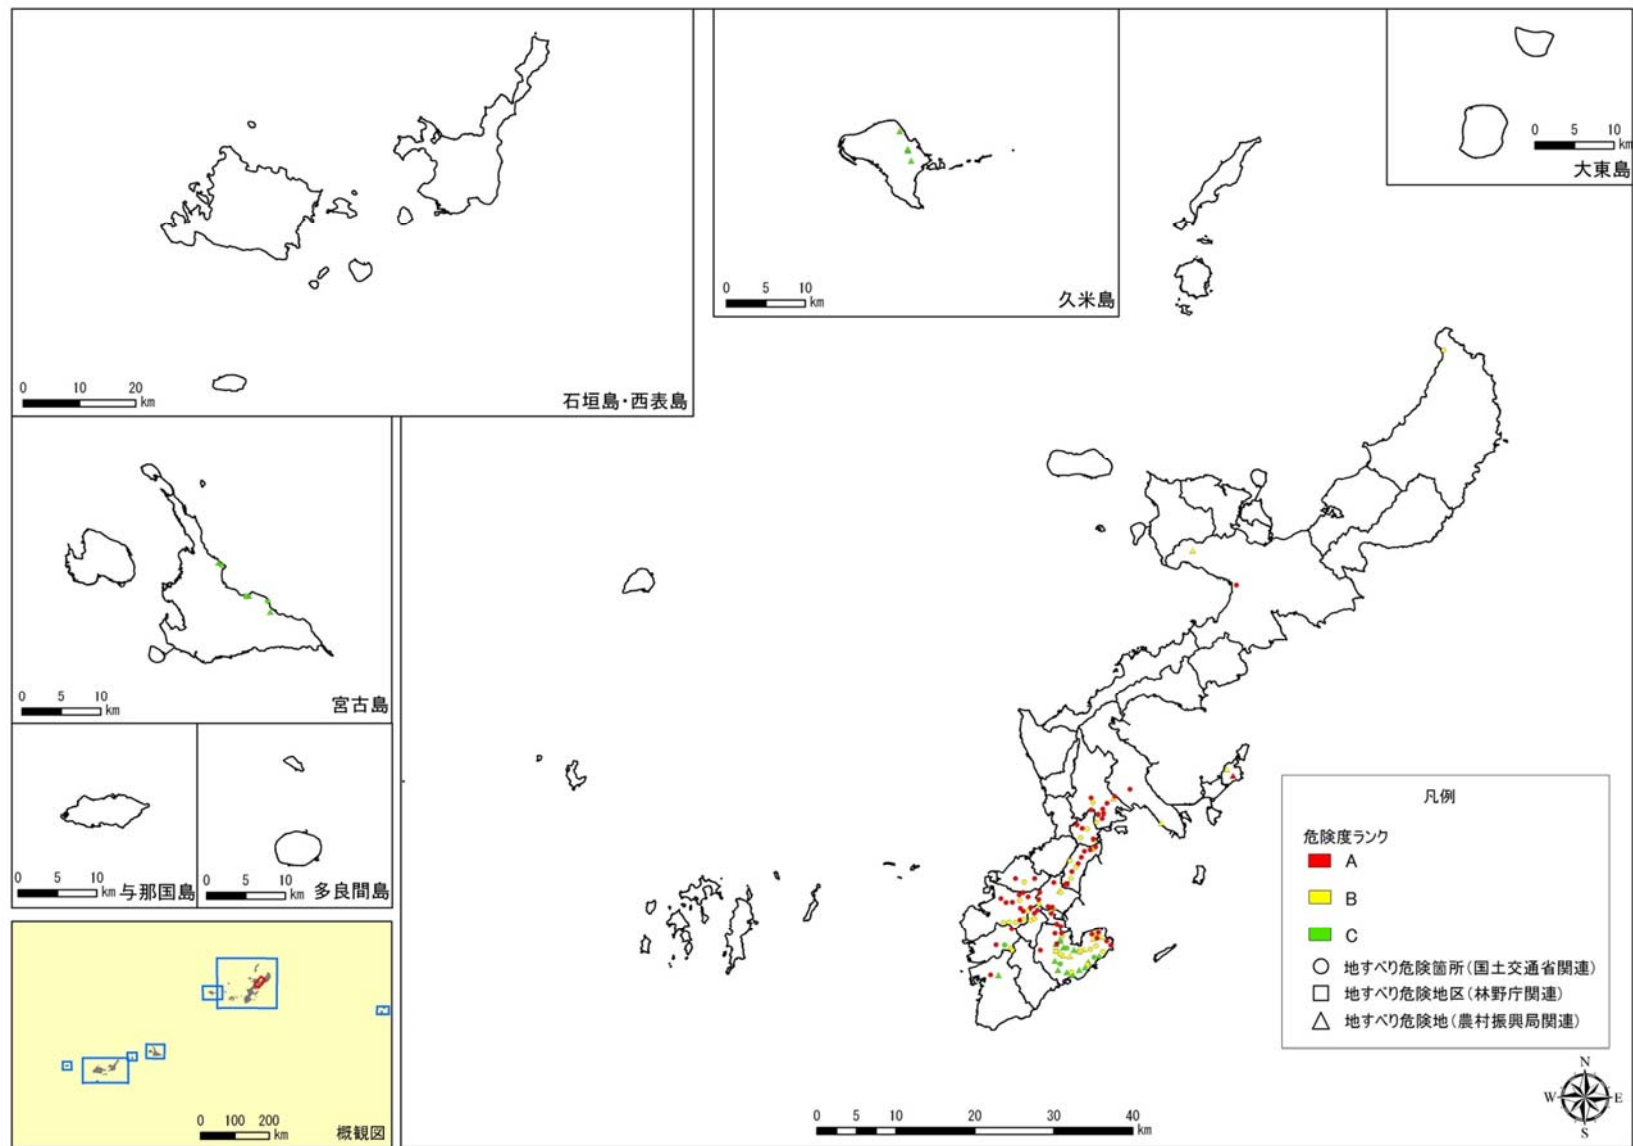 0 10 20 km
石垣島・西表島
0 5 10 km
久米島
0 5 10 km
大東島
0 5 10 km
宮古島
0 5 10 km
与那国島
0 5 10 km
多良間島
0 100 200 km
概観図
凡例
危険度ランク
A
B
C
地すべり危険箇所(国土交通省関連)
地すべり危険地区(林野庁関連)
地すべり危険地(農村振興局関連)
N
W E
S
0 5 10 20 30 40 km